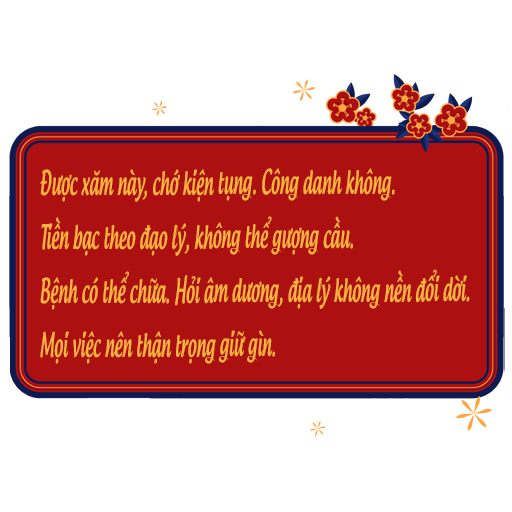 Được xăm này, chớ kiện tụng. Công danh không.
Tiền bạc theo đạo lý, không thể gượng cầu.
Bệnh có thể chữa. Hỏi âm dương, địa lý không nền đổi dời.
Mọi việc nên thận trọng giữ gìn.